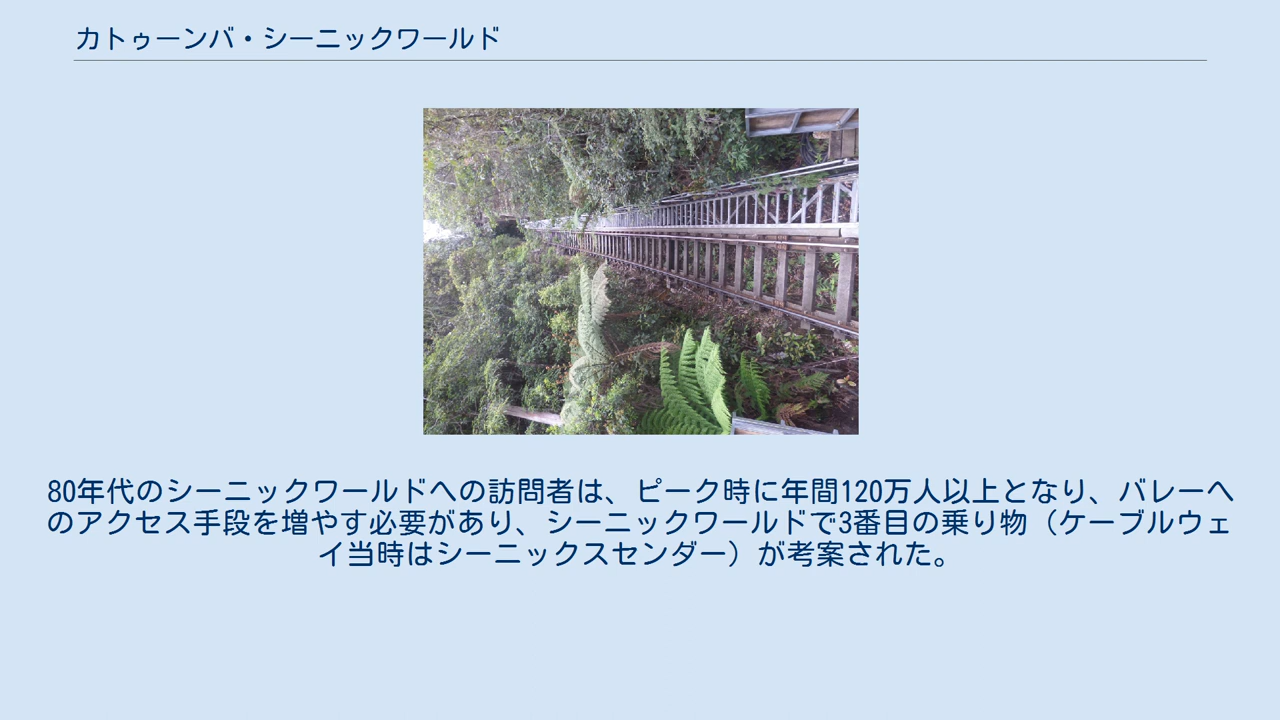 カトゥーンバ・シーニックワールド
80年代のシーニックワールドへの訪問者は、ピーク時に年間120万人以上となり、バレーへ
のアクセス手段を増やす必要があり、シーニックワールドで3番目の乗り物（ケーブルウェ
イ当時はシーニックスセンダー）が考案された。